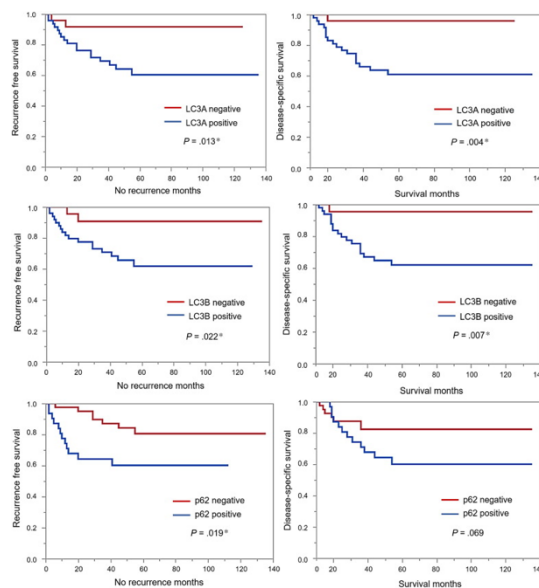 Recurrence free survival
1.0
0.8
0.6
0.4
0.2
0.0
LC3A negative
LC3A positive
P = .013*
0 20 40 60 80 100 120 140
No recurrence months
Disease-specific survival
1.0
0.8
0.6
0.4
0.2
0.0
LC3A negative
LC3A positive
P = .004*
0 20 40 60 80 100 120 140
Survival months
Recurrence free survival
1.0
0.8
0.6
0.4
0.2
0.0
LC3B negative
LC3B positive
P = .022*
0 20 40 60 80 100 120 140
No recurrence months
Disease-specific survival
1.0
0.8
0.6
0.4
0.2
0.0
LC3B negative
LC3B positive
P = .007*
0 20 40 60 80 100 120 140
Survival months
Recurrence free survival
1.0
0.8
0.6
0.4
0.2
0.0
p62 negative
p62 positive
P = .019*
0 20 40 60 80 100 120 140
No recurrence months
Disease-specific survival
1.0
0.8
0.6
0.4
0.2
0.0
p62 negative
p62 positive
P = .069
0 20 40 60 80 100 120 140
Survival months